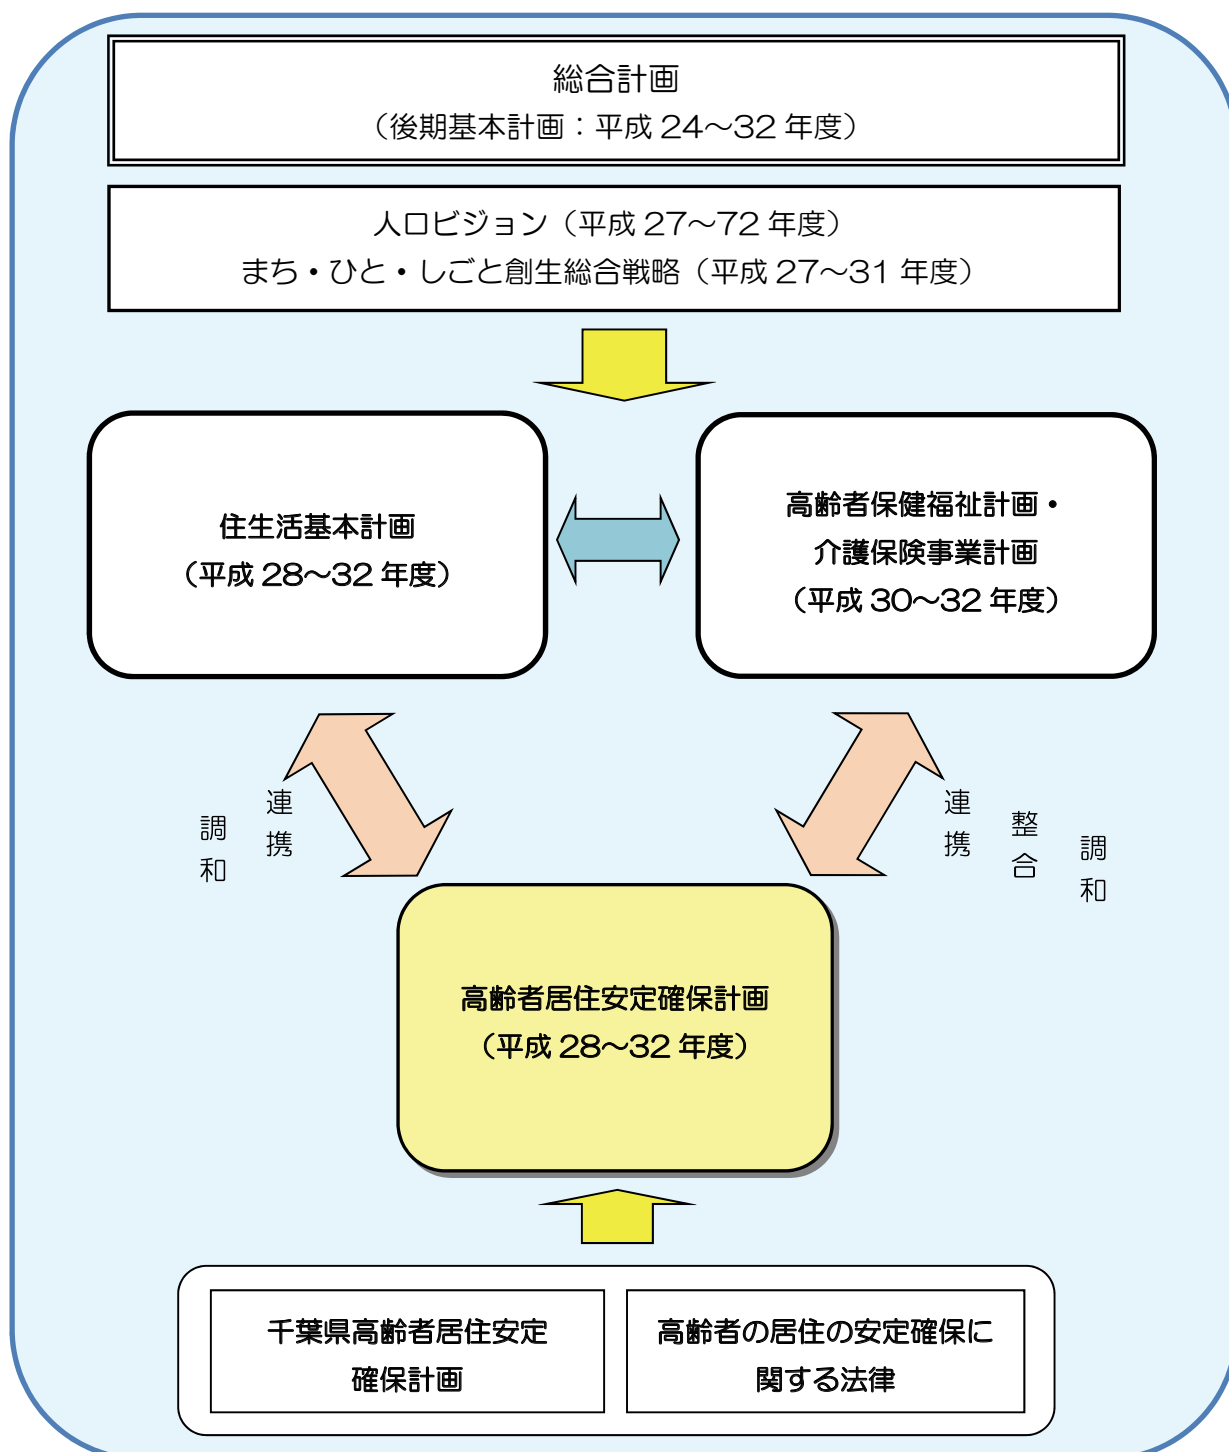 総合計画
（後期基本計画：平成 24～32 年度）
人口ビジョン（平成 27～72 年度）
まち・ひと・しごと創生総合戦略（平成 27～31 年度）
住生活基本計画
（平成 28～32 年度）
高齢者保健福祉計画・
介護保険事業計画
（平成 30～32 年度）
連携
調和
連携
整合
調和
高齢者居住安定確保計画
（平成 28～32 年度）
千葉県高齢者居住安定
確保計画
高齢者の居住の安定確保に
関する法律